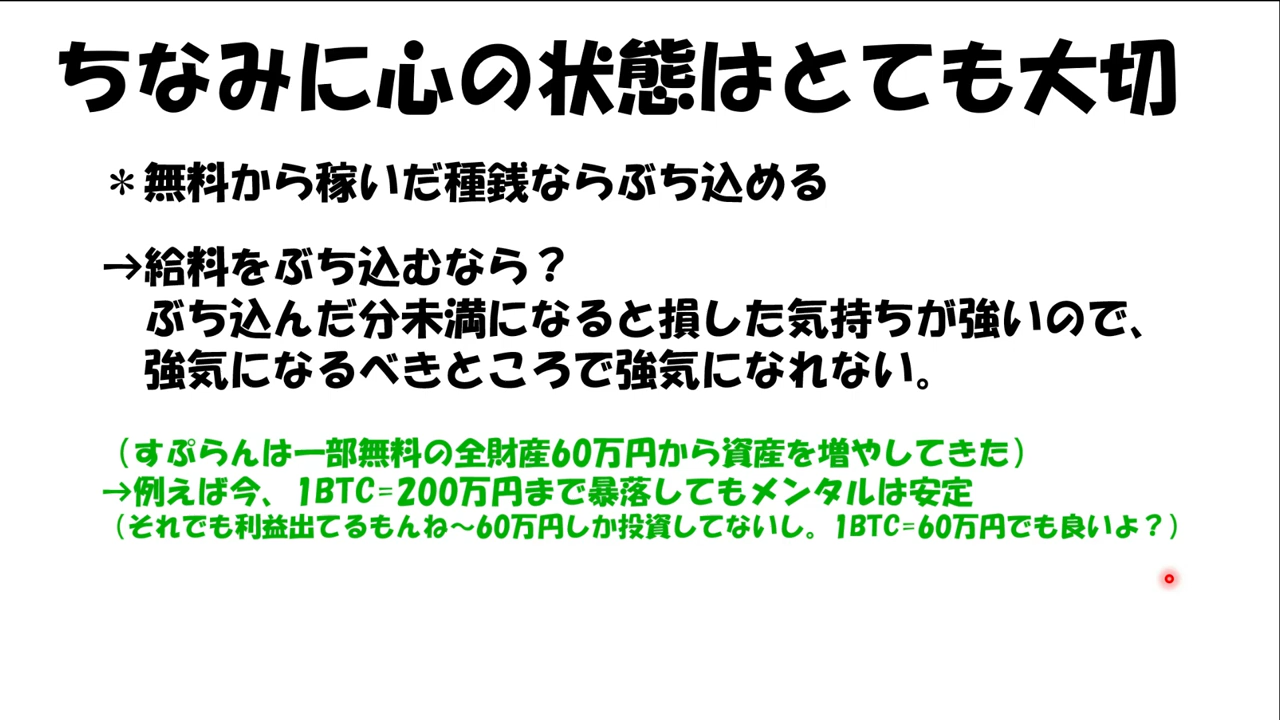 ちなみに心の状態はとても大切
＊無料から稼いだ種銭ならぶち込める
→給料をぶち込むなら？
ぶち込んだ分未満になると損した気持ちが強いので、
強気になるべきところで強気になれない。
（すぷらんは一部無料の全財産60万円から資産を増やしてきた）
→例えば今、1BTC=200万円まで暴落してもメンタルは安定
（それでも利益出てるもんね～60万円しか投資してないし。1BTC=60万円でも良いよ？）